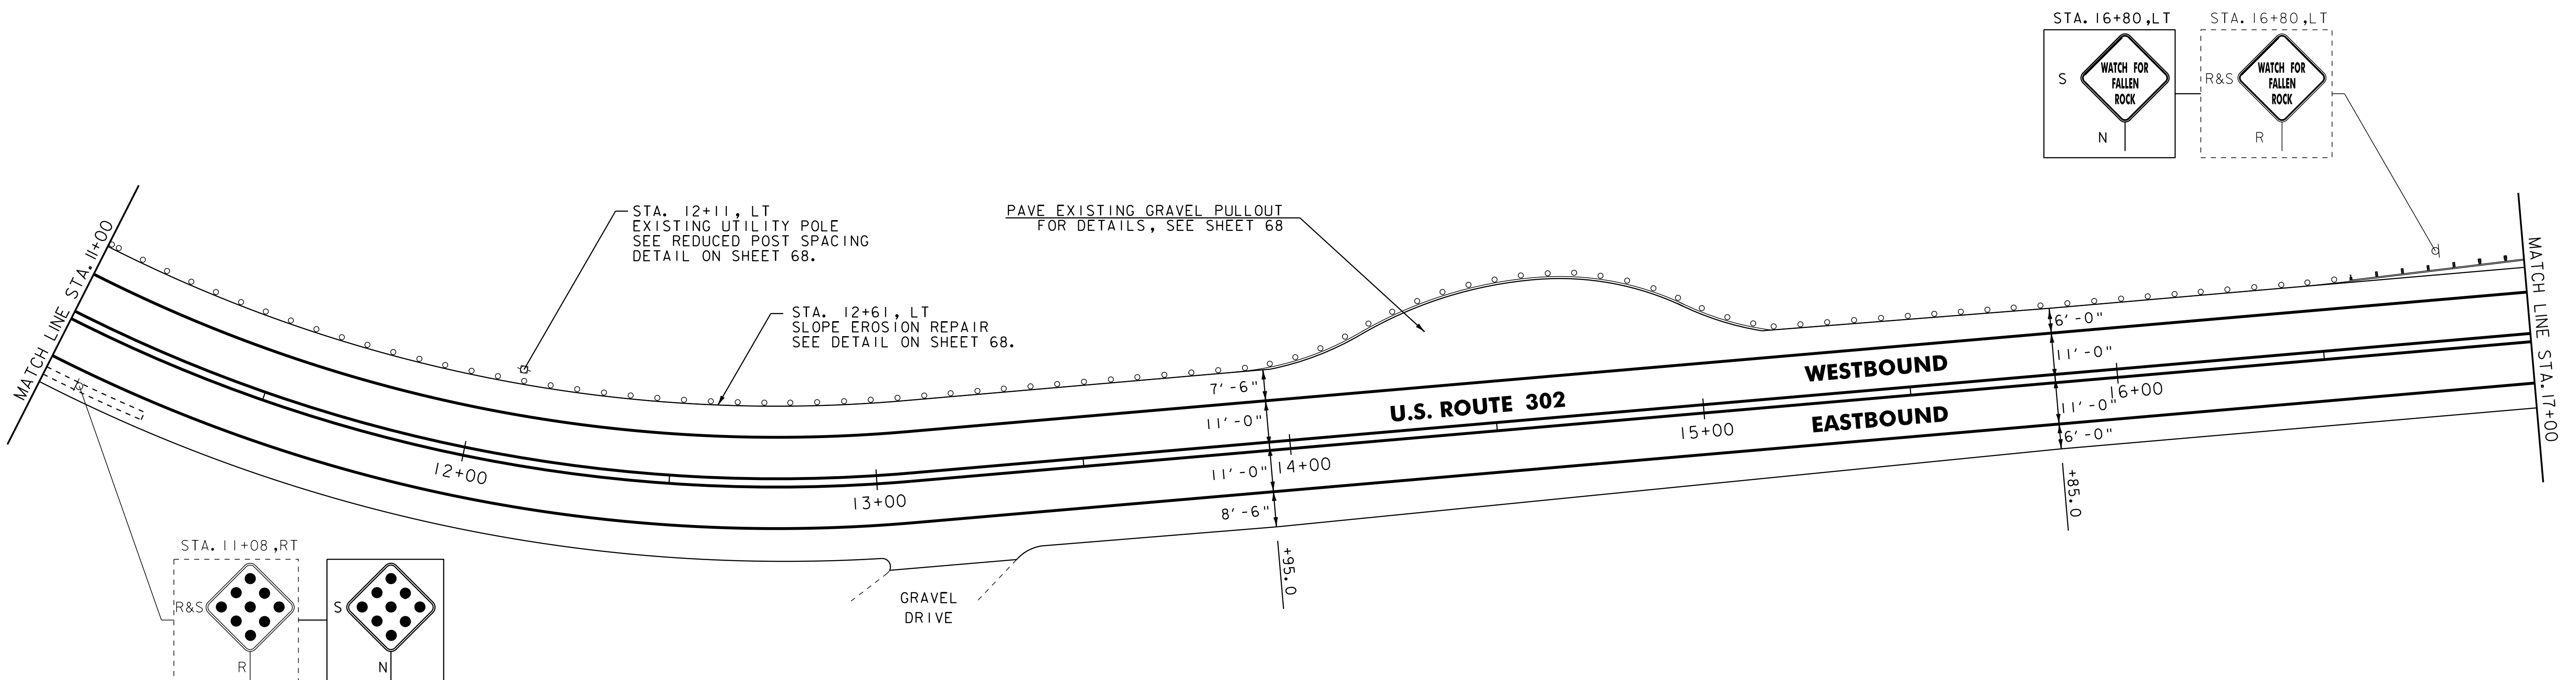 STA. 16+80,LT
STA. 16+80,LT
S
WATCH FOR
FALLEN
ROCK
N
R&S
WATCH FOR
FALLEN
ROCK
R
MATCH LINE STA. 11+00
STA. 12+11, LT
EXISTING UTILITY POLE
SEE REDUCED POST SPACING
DETAIL ON SHEET 68.
PAVE EXISTING GRAVEL PULLOUT
FOR DETAILS, SEE SHEET 68
STA. 12+61, LT
SLOPE EROSION REPAIR
SEE DETAIL ON SHEET 68.
MATCH LINE STA. 17+00
6'-0"
11'-0"
11'-0"
6'-0"
16+00
WESTBOUND
EASTBOUND
U.S. ROUTE 302
15+00
7'-6"
11'-0"
11'-0"
8'-6"
14+00
12+00
13+00
+95.0
+85.0
GRAVEL
DRIVE
STA. 11+08,RT
R&S
R
S
N